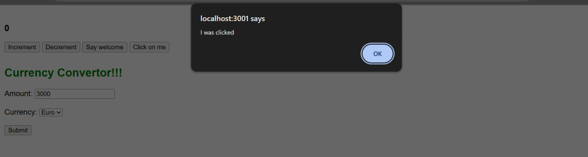 localhost:3001 says
I was clicked
OK
0
Increment Decrement Say welcome Click on me
Currency Convertor!!!
Amount: 3000
Currency: Euro
Submit